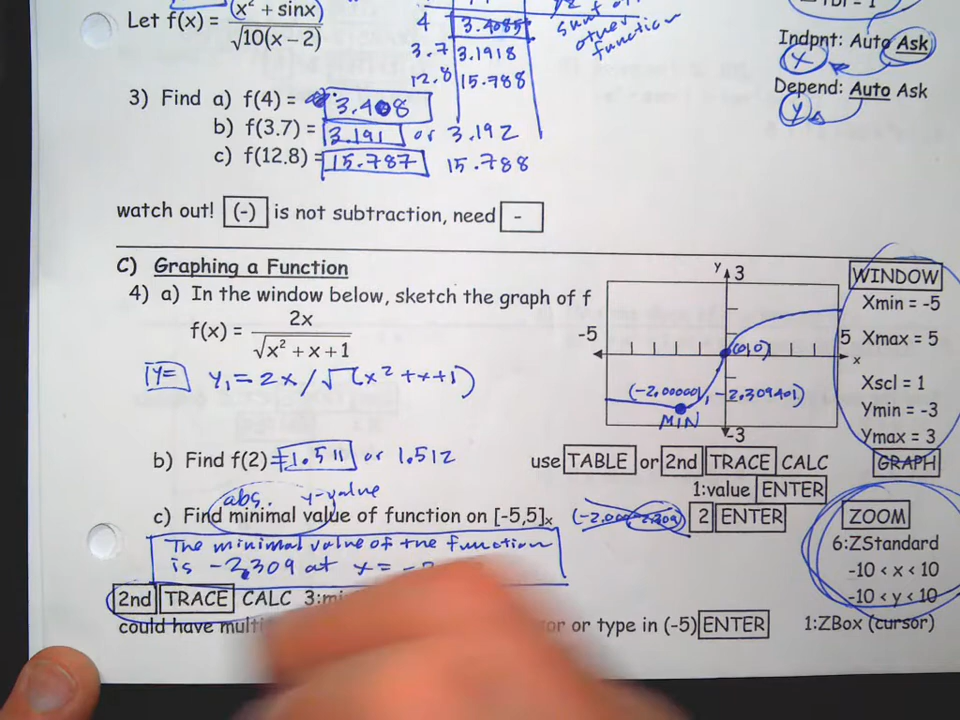 Let f(x) = (x² + sinx) / √10(x – 2)
4 3.4085
3.7 3.1918
12.8 15.788
other function
Indpnt: Auto Ask
X
Depend: Auto Ask
Y
3) Find a) f(4) = 3.408
b) f(3.7) = 3.191 or 3.192
c) f(12.8) = 15.787 15.788
watch out! (-) is not subtraction, need -
C) Graphing a Function
4) a) In the window below, sketch the graph of f
f(x) = 2x / √x² + x + 1
Y= Y₁ = 2x/√(x²+x+1)
y 3
-5
5
x
-3
(0,0)
(-2.000001, -2.309401)
MIN
WINDOW
Xmin = -5
Xmax = 5
Xscl = 1
Ymin = -3
Ymax = 3
GRAPH
b) Find f(2) = 1.511 or 1.512
use TABLE or 2nd TRACE CALC
1:value ENTER
2 ENTER
abs. y-value
c) Find minimal value of function on [-5,5]x
The minimal value of the function
is -2.309 at x =
ZOOM
6:ZStandard
-10 < x < 10
-10 < y < 10
1:ZBox (cursor)
2nd TRACE CALC
could have or type in (-5) ENTER